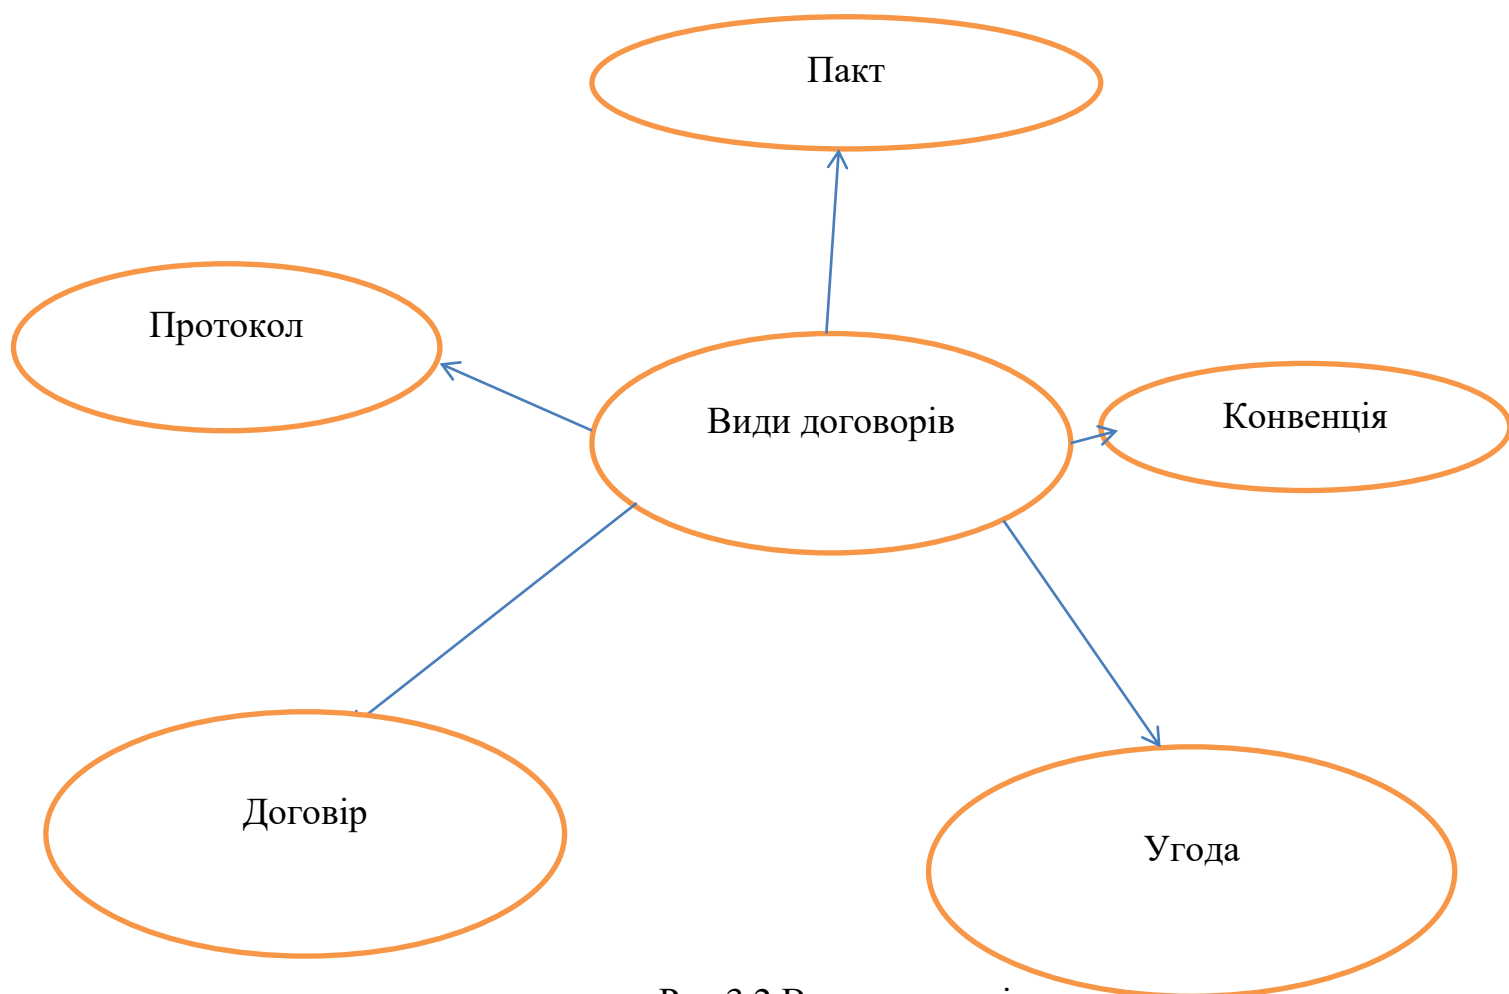 Пакт
Протокол
Конвенція
Види договорів
Договір
Угода